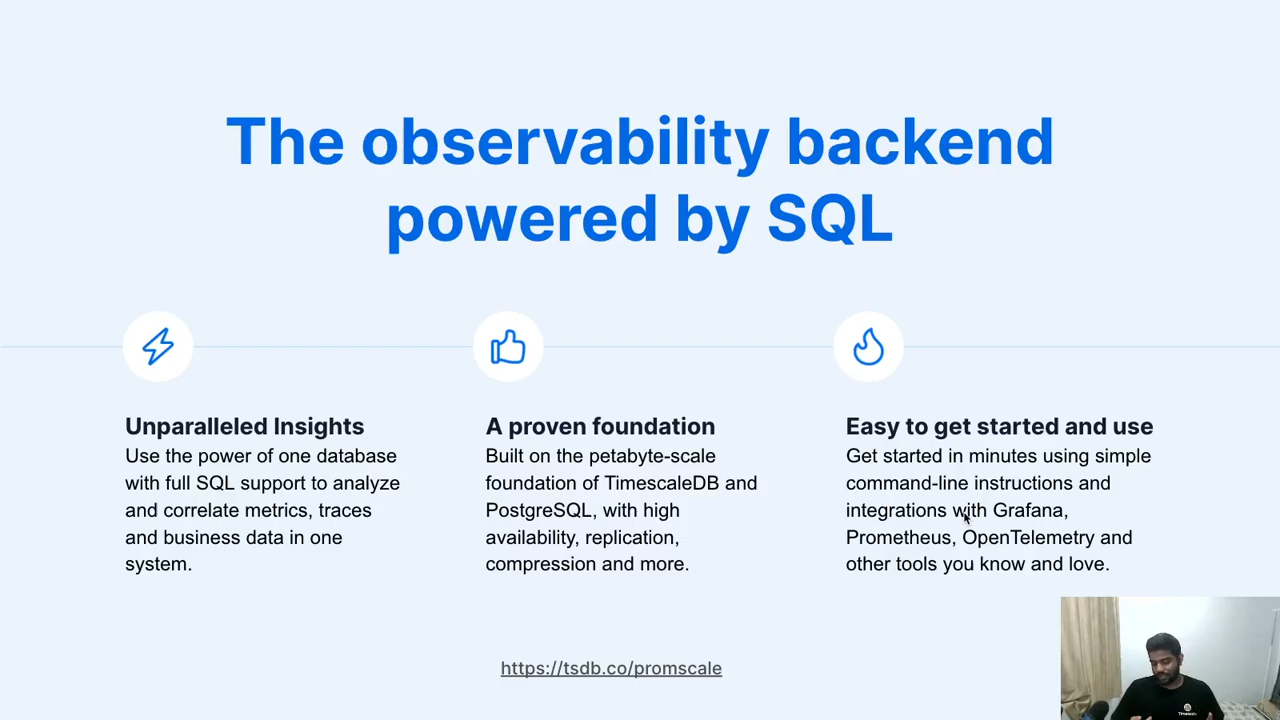 The observability backend
powered by SQL
Unparalleled Insights
Use the power of one database
with full SQL support to analyze
and correlate metrics, traces
and business data in one
system.
A proven foundation
Built on the petabyte-scale
foundation of TimescaleDB and
PostgreSQL, with high
availability, replication,
compression and more.
Easy to get started and use
Get started in minutes using simple
command-line instructions and
integrations with Grafana,
Prometheus, OpenTelemetry and
other tools you know and love.
https://tsdb.co/promscale